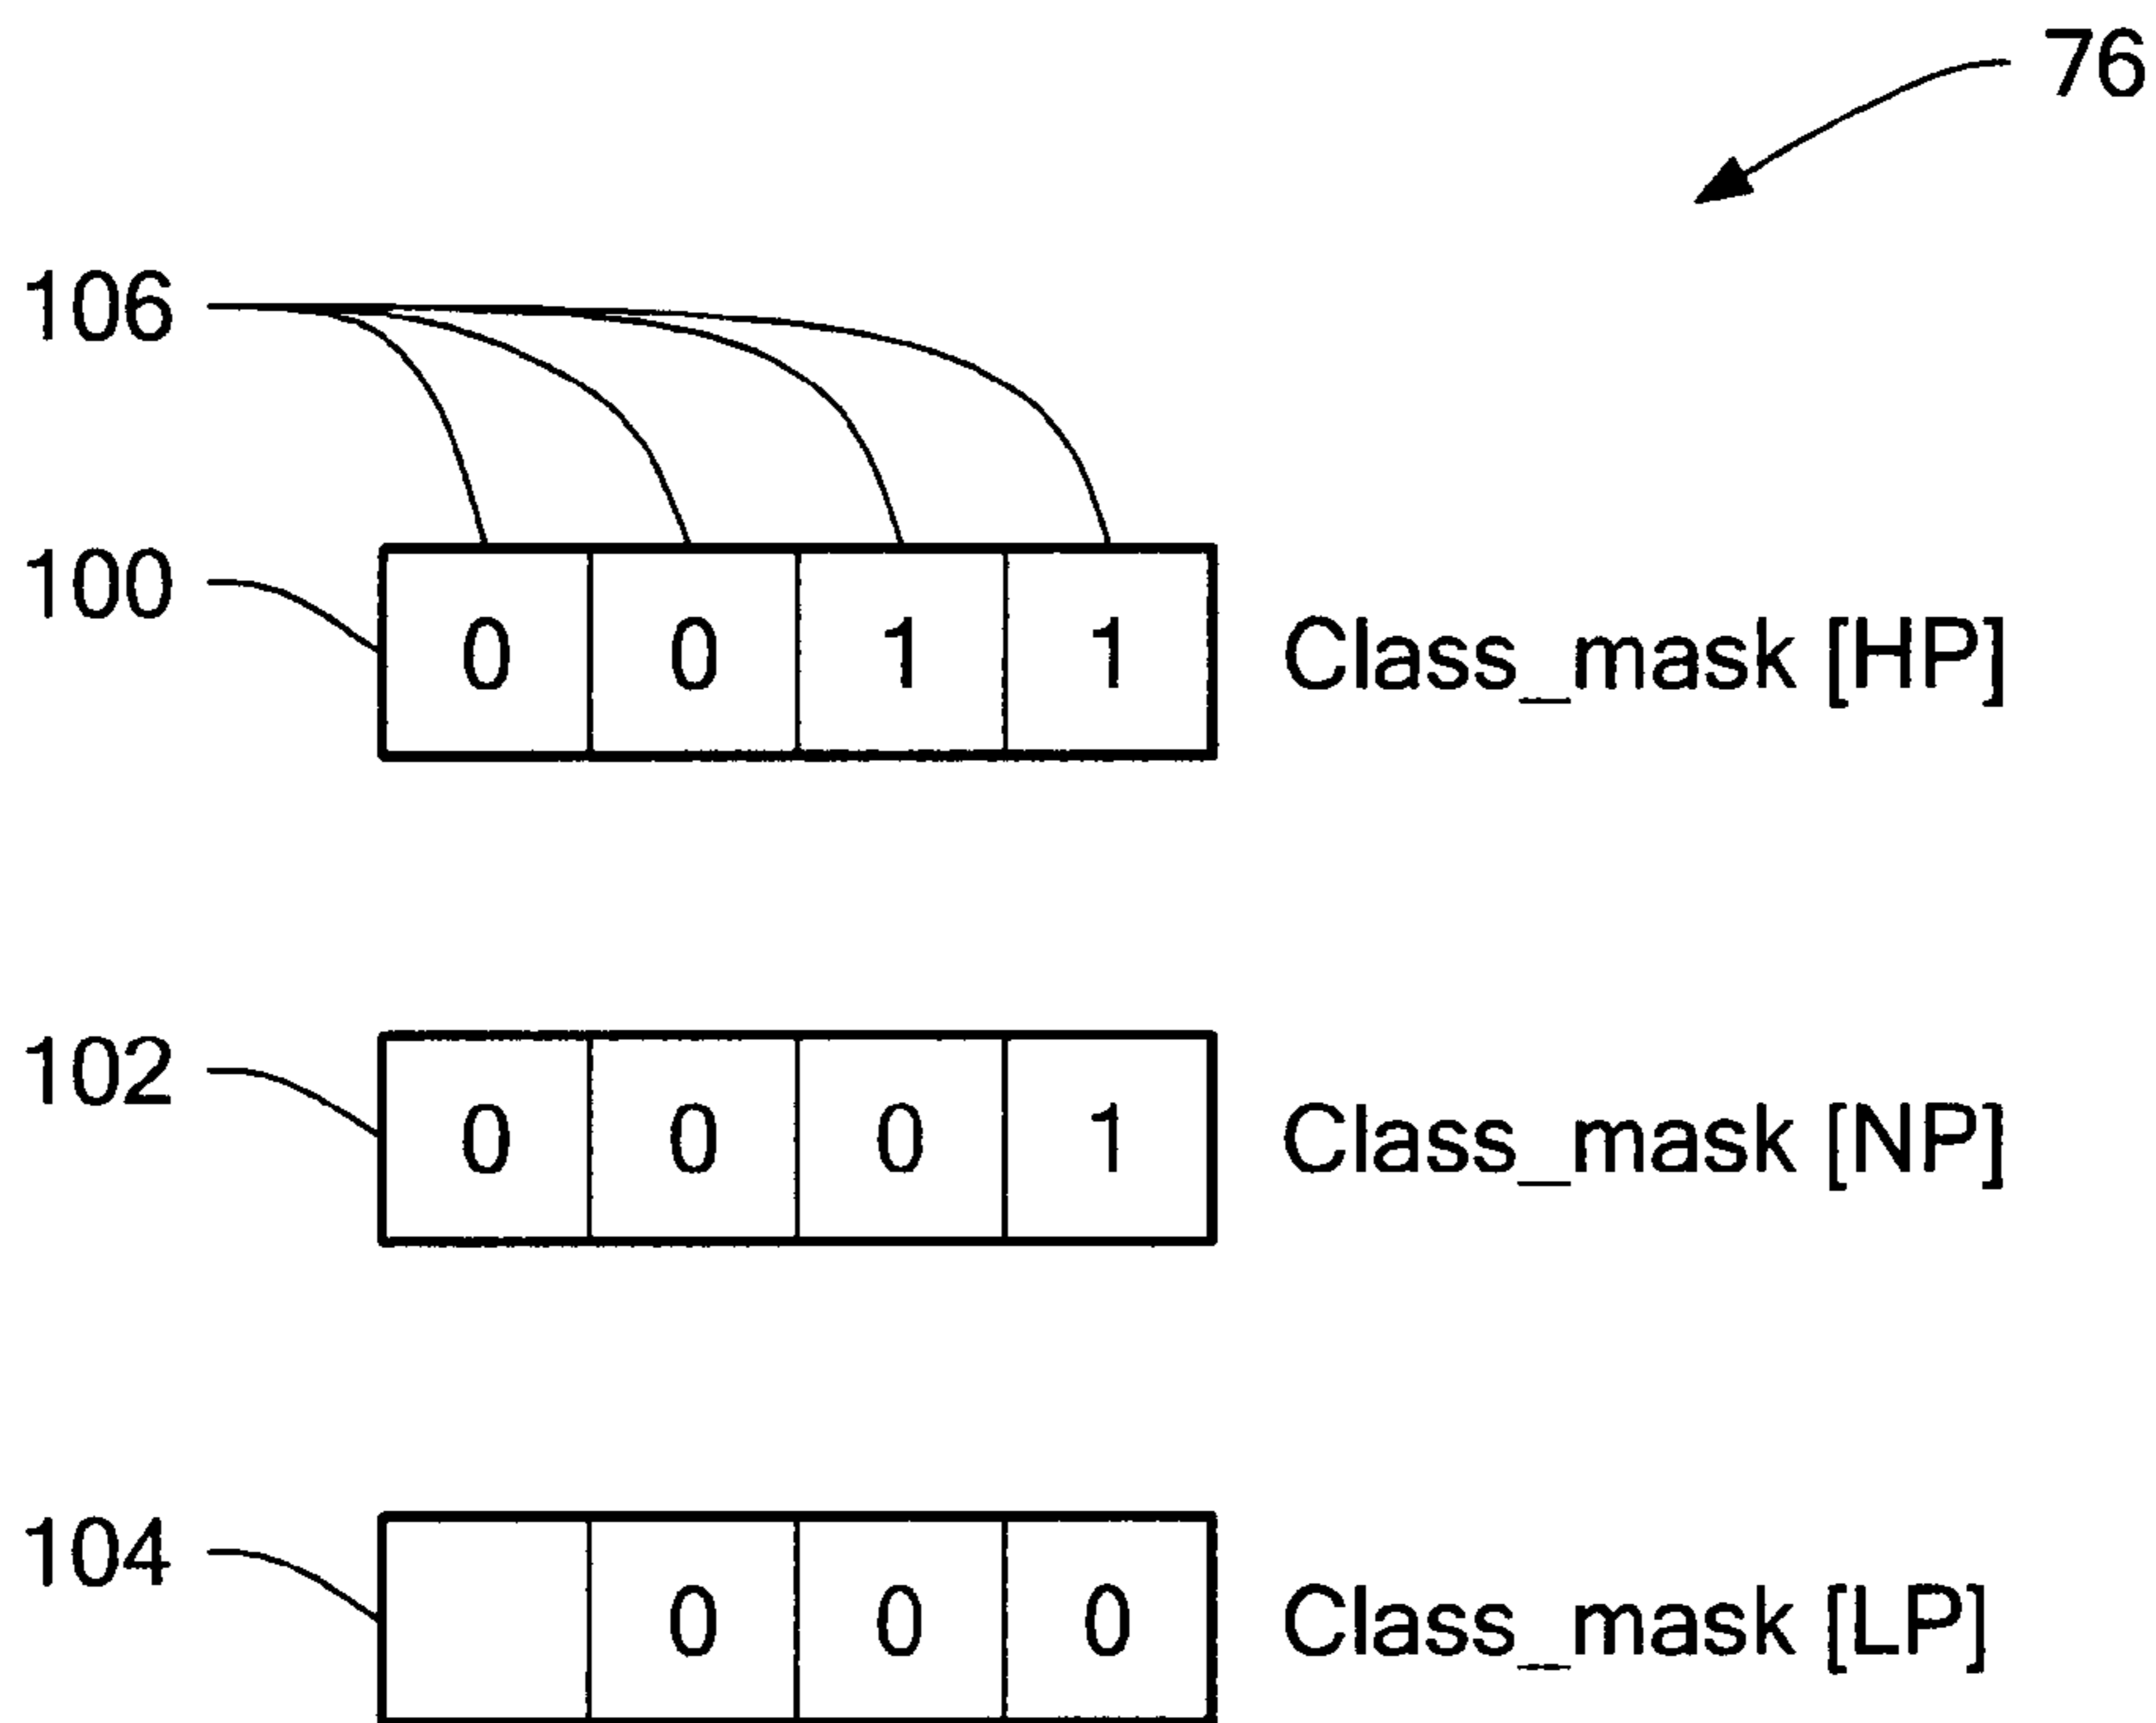 76
106
100 0 0 1 1 Class_mask [HP]
102 0 0 0 1 Class_mask [NP]
104 0 0 0 Class_mask [LP]